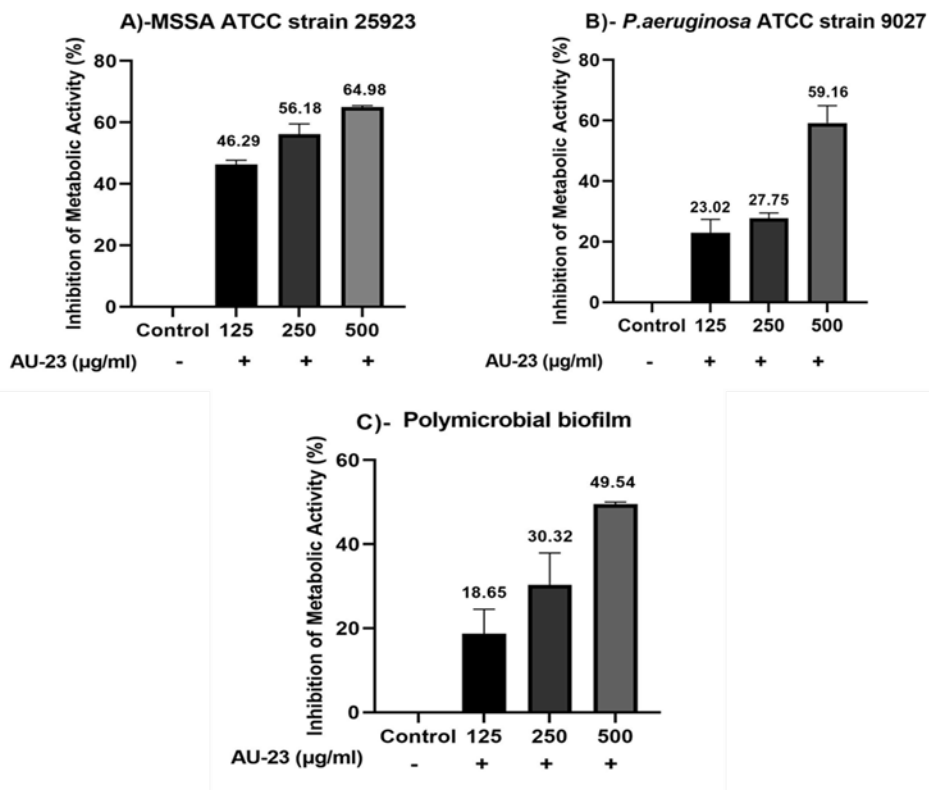 A)-MSSA ATCC strain 25923
Inhibition of Metabolic Activity (%)
80
60
40
20
0
46.29
56.18
64.98
Control 125 250 500
AU-23 (µg/ml) - + + +
B)- P.aeruginosa ATCC strain 9027
Inhibition of Metabolic Activity (%)
80
60
40
20
0
23.02
27.75
59.16
Control 125 250 500
AU-23 (µg/ml) - + + +
C)- Polymicrobial biofilm
Inhibition of Metabolic Activity (%)
60
40
20
0
18.65
30.32
49.54
Control 125 250 500
AU-23 (µg/ml) - + + +